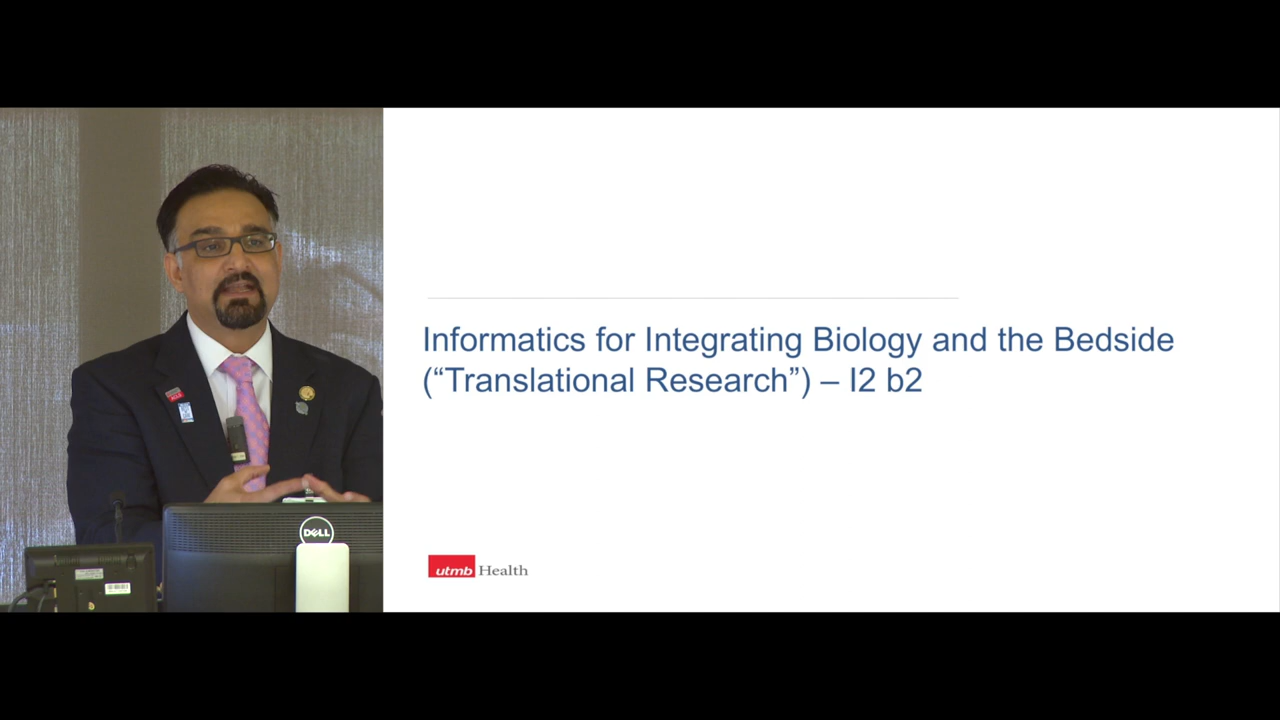 Informatics for Integrating Biology and the Bedside
(“Translational Research”) – I2 b2
utmb Health
DELL